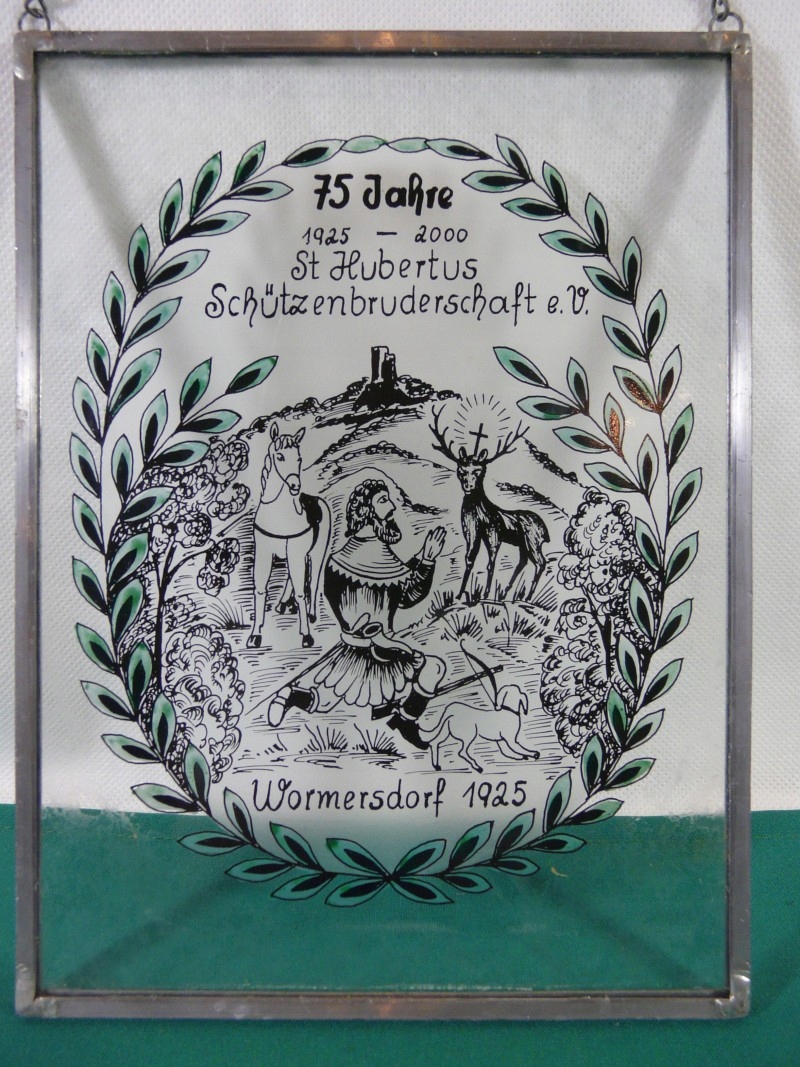 75 Jahre
1925 – 2000
St Hubertus
Schützenbruderschaft e.V.
Wormersdorf 1925